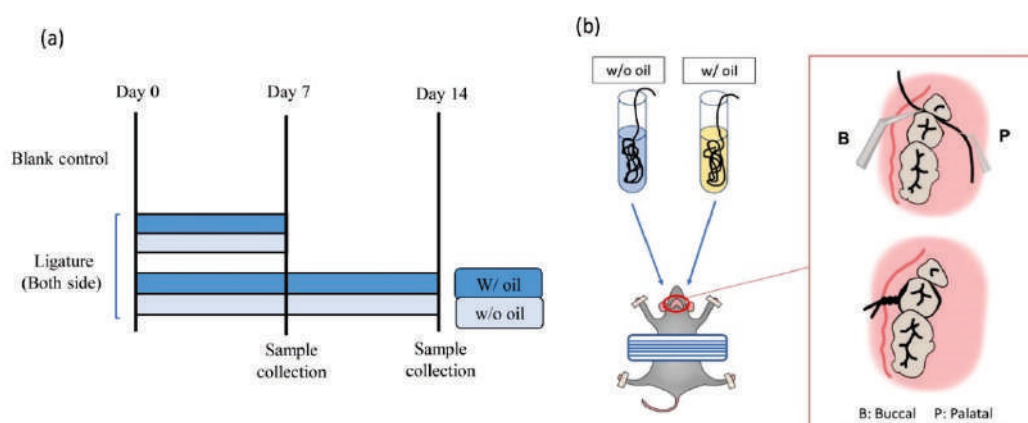 (a)
Day 0
Day 7
Day 14
Blank control
Ligature
(Both side)
W/ oil
w/o oil
Sample
collection
Sample
collection
(b)
w/o oil
w/ oil
B
P
B: Buccal P: Palatal